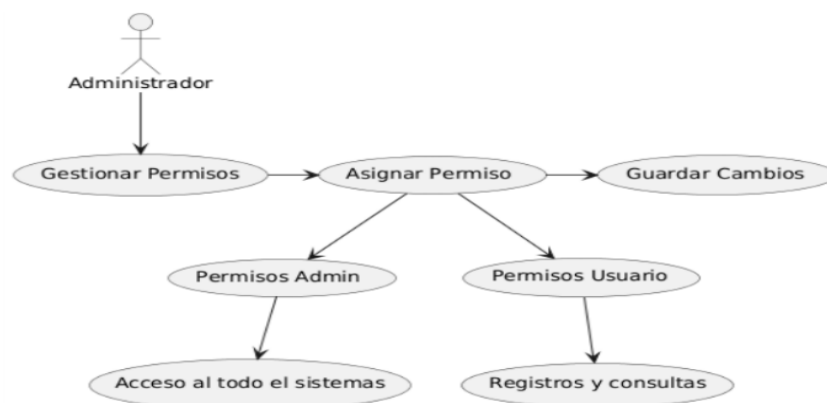 Administrador
Gestionar Permisos
Asignar Permiso
Guardar Cambios
Permisos Admin
Permisos Usuario
Acceso al todo el sistemas
Registros y consultas